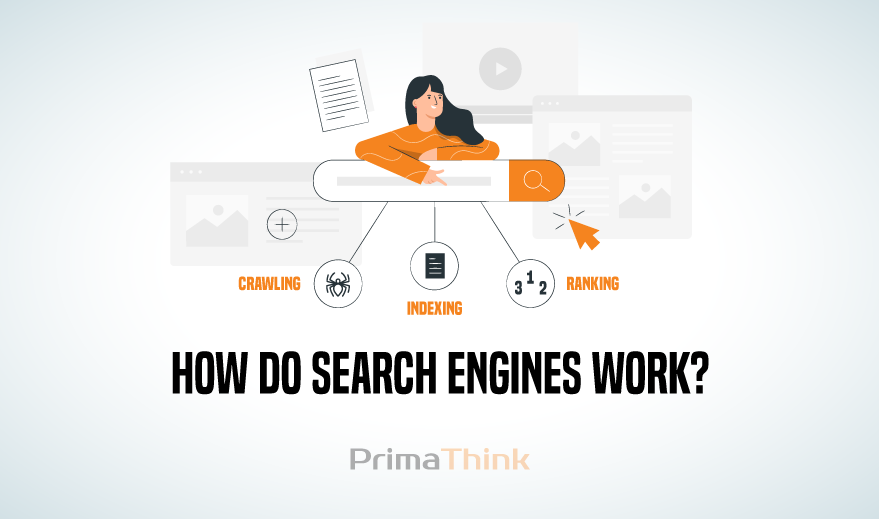 CRAWLING
INDEXING
3 1 2
RANKING
HOW DO SEARCH ENGINES WORK?
PrimaThink